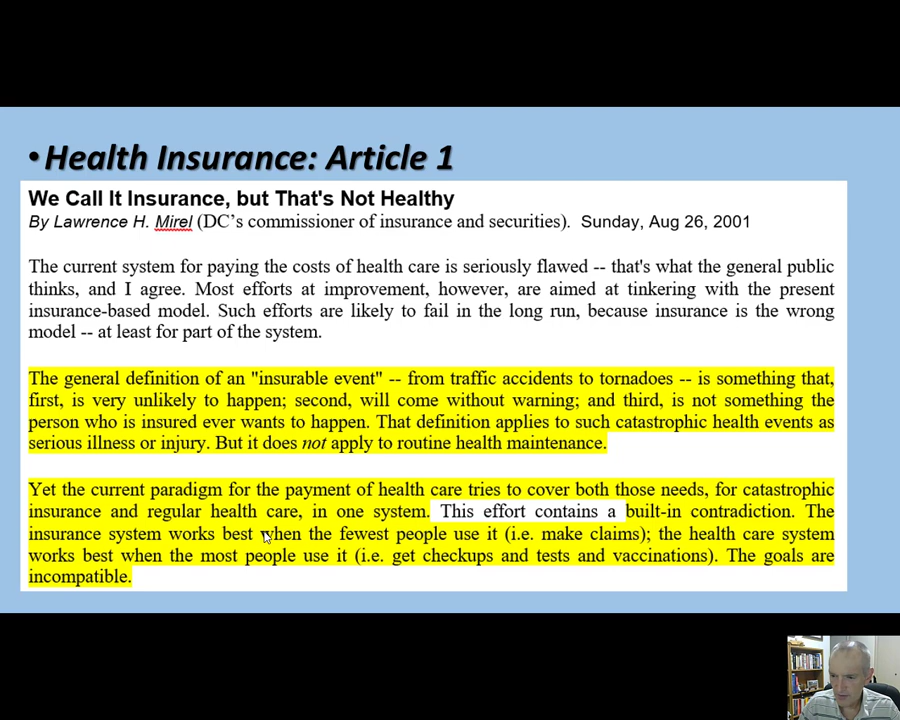 •Health Insurance: Article 1
We Call It Insurance, but That's Not Healthy
By Lawrence H. Mirel (DC’s commissioner of insurance and securities). Sunday, Aug 26, 2001
The current system for paying the costs of health care is seriously flawed -- that's what the general public
thinks, and I agree. Most efforts at improvement, however, are aimed at tinkering with the present
insurance-based model. Such efforts are likely to fail in the long run, because insurance is the wrong
model -- at least for part of the system.
The general definition of an "insurable event" -- from traffic accidents to tornadoes -- is something that,
first, is very unlikely to happen; second, will come without warning; and third, is not something the
person who is insured ever wants to happen. That definition applies to such catastrophic health events as
serious illness or injury. But it does not apply to routine health maintenance.
Yet the current paradigm for the payment of health care tries to cover both those needs, for catastrophic
insurance and regular health care, in one system. This effort contains a built-in contradiction. The
insurance system works best when the fewest people use it (i.e. make claims); the health care system
works best when the most people use it (i.e. get checkups and tests and vaccinations). The goals are
incompatible.